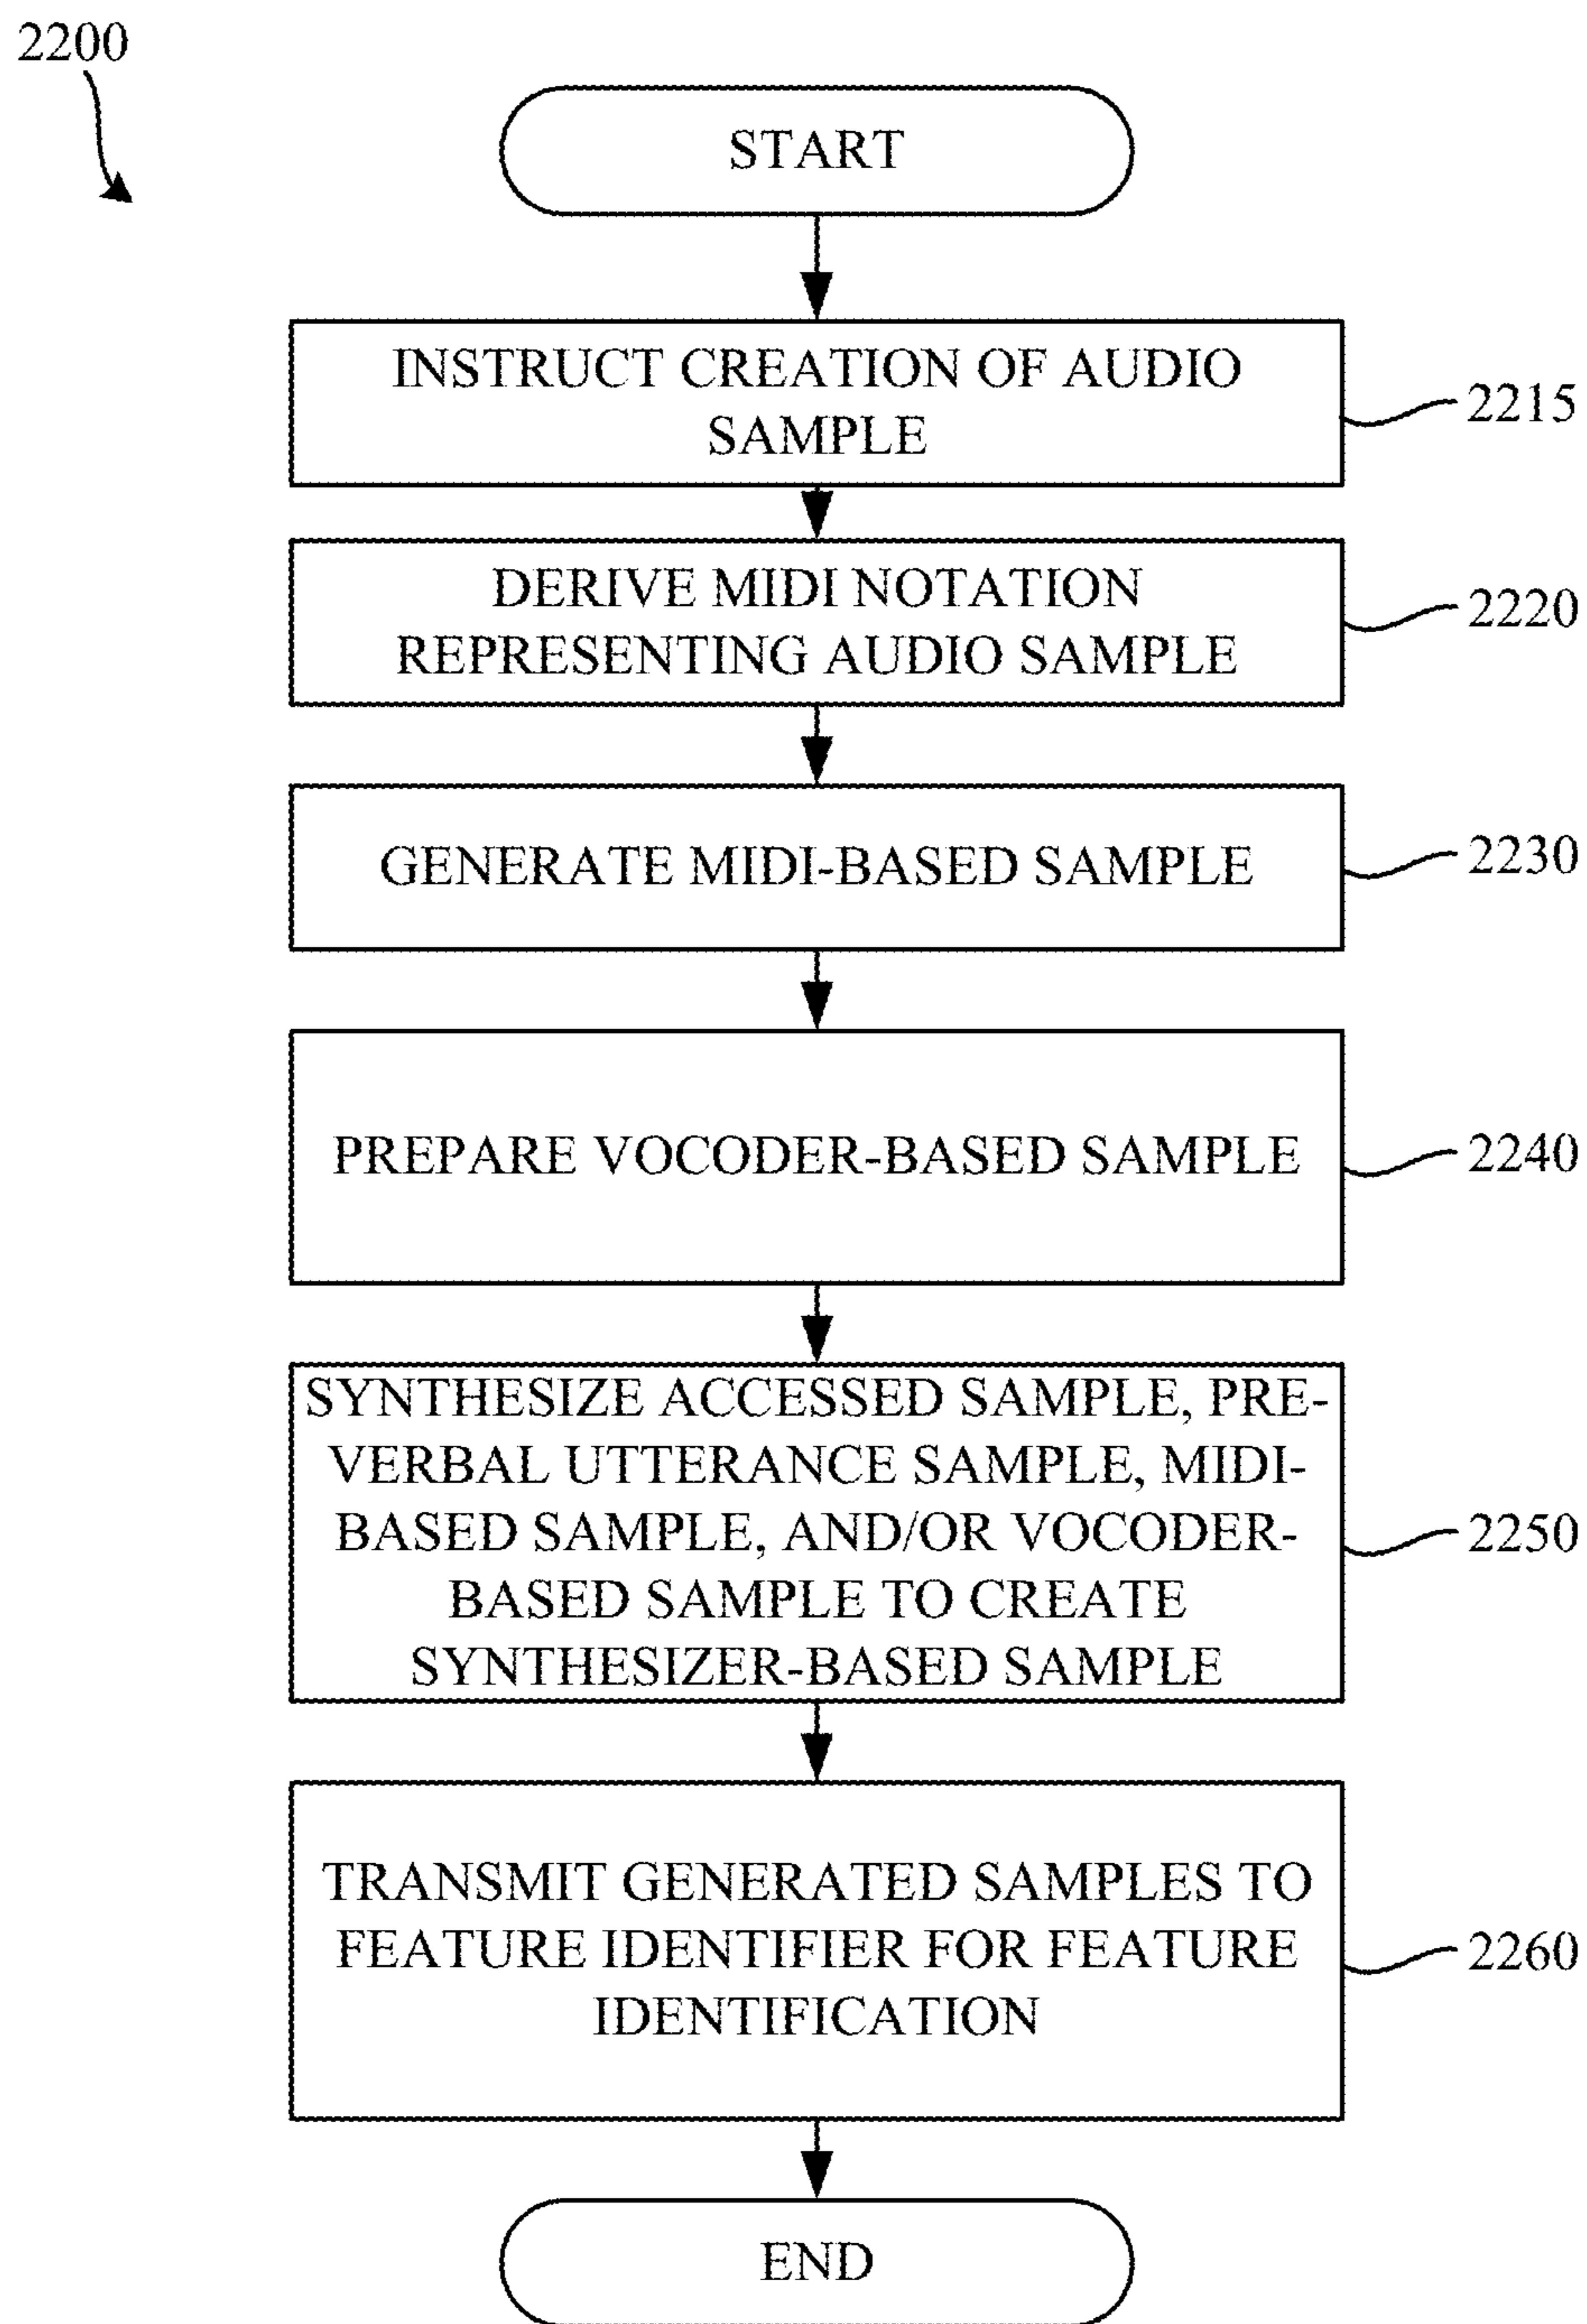 2200
START
INSTRUCT CREATION OF AUDIO
SAMPLE
2215
DERIVE MIDI NOTATION
REPRESENTING AUDIO SAMPLE
2220
GENERATE MIDI-BASED SAMPLE
2230
PREPARE VOCODER-BASED SAMPLE
2240
SYNTHESIZE ACCESSED SAMPLE, PRE-
VERBAL UTTERANCE SAMPLE, MIDI-
BASED SAMPLE, AND/OR VOCODER-
BASED SAMPLE TO CREATE
SYNTHESIZER-BASED SAMPLE
2250
TRANSMIT GENERATED SAMPLES TO
FEATURE IDENTIFIER FOR FEATURE
IDENTIFICATION
2260
END